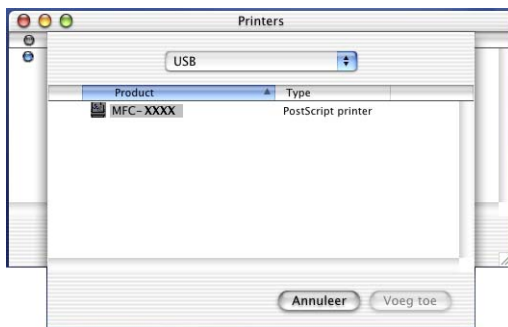 Printers
USB
Product Type
MFC-XXXX PostScript printer
Annuleer Voeg toe